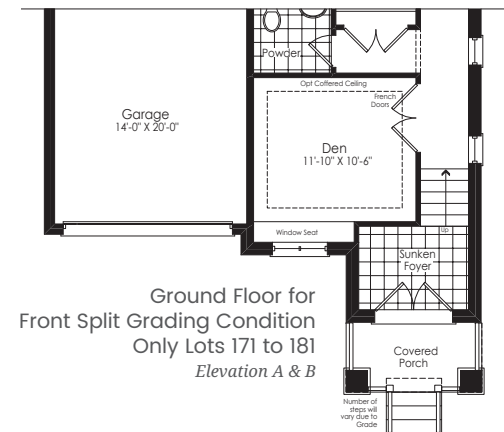 Powder
Opt Coffered Ceiling
French
Doors
Garage
14'-0" X 20'-0"
Den
11'-10" X 10'-6"
Window Seat
Up
Sunken
Foyer
Ground Floor for
Front Split Grading Condition
Only Lots 171 to 181
Elevation A & B
Covered
Porch
Number of
steps will
vary due to
Grade